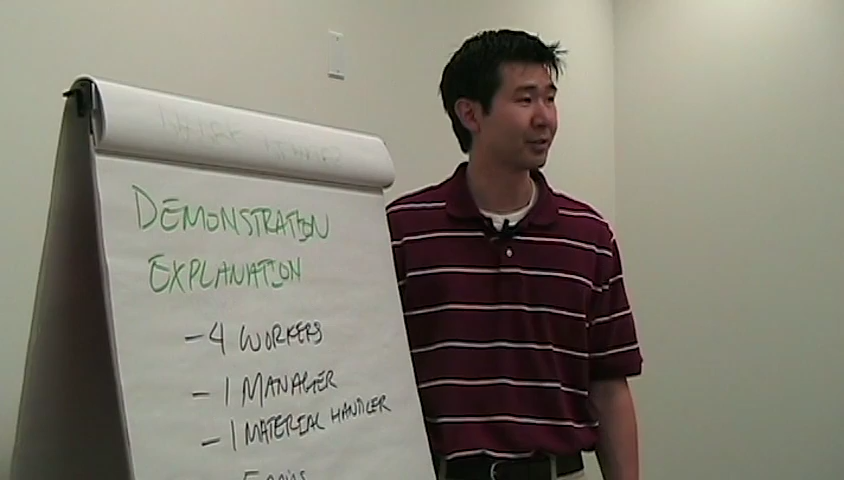 DEMONSTRATION
EXPLANATION
- 4 WORKERS
- 1 MANAGER
- 1 MATERIAL HANDLER